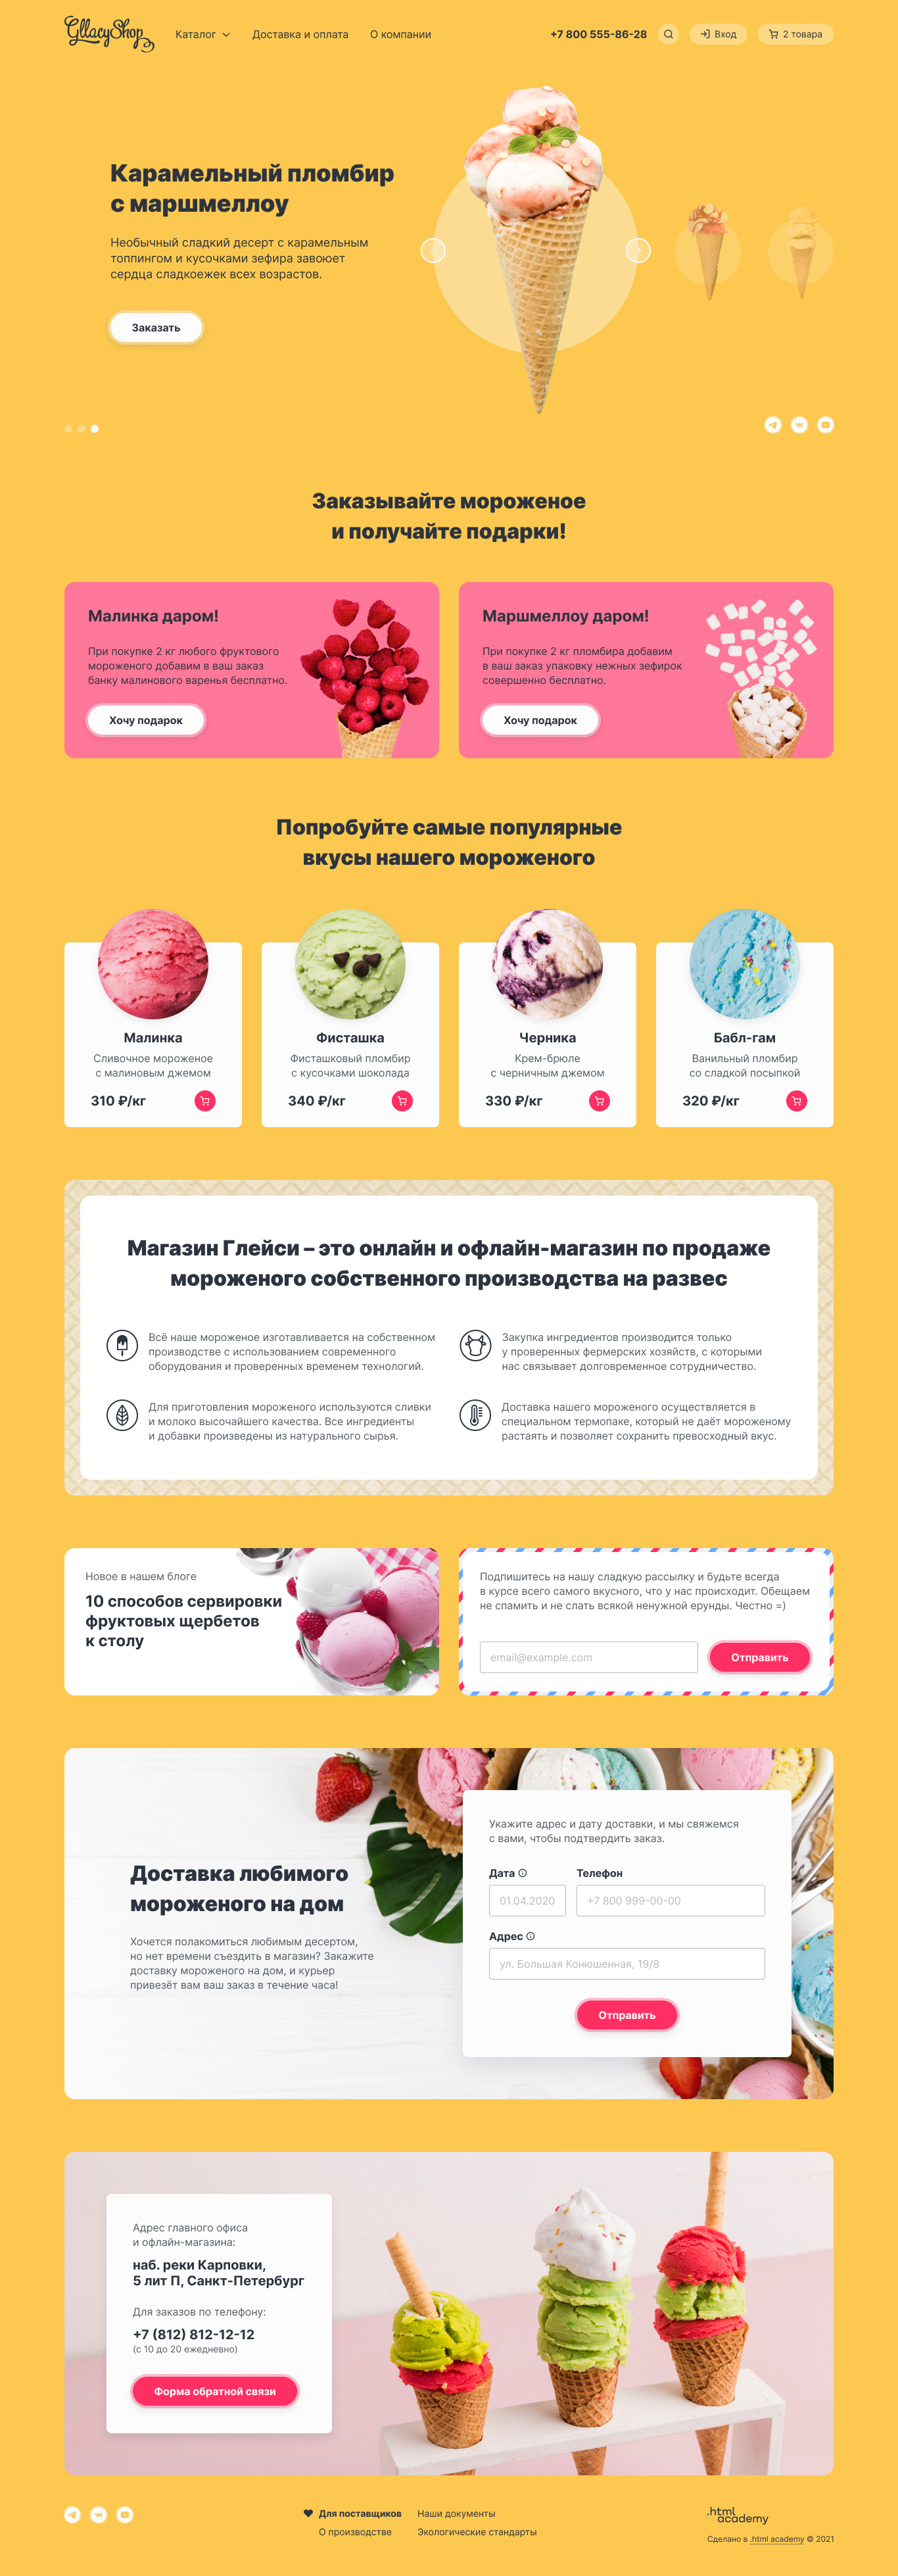 GllacyShop
Каталог
Доставка и оплата
О компании
+7 800 555-86-28
Вход
2 товара
Карамельный пломбир
с маршмеллоу
Необычный сладкий десерт с карамельным
топпингом и кусочками зефира завоюет
сердца сладкоежек всех возрастов.
Заказать
Заказывайте мороженое
и получайте подарки!
Малинка даром!
При покупке 2 кг любого фруктового
мороженого добавим в ваш заказ
банку малинового варенья бесплатно.
Хочу подарок
Маршмеллоу даром!
При покупке 2 кг пломбира добавим
в ваш заказ упаковку нежных зефирок
совершенно бесплатно.
Хочу подарок
Попробуйте самые популярные
вкусы нашего мороженого
Малинка
Сливочное мороженое
с малиновым джемом
310 ₽/кг
Фисташка
Фисташковый пломбир
с кусочками шоколада
340 ₽/кг
Черника
Крем-брюле
с черничным джемом
330 ₽/кг
Бабл-гам
Ванильный пломбир
со сладкой посыпкой
320 ₽/кг
Магазин Глейси – это онлайн и офлайн-магазин по продаже
мороженого собственного производства на развес
Всё наше мороженое изготавливается на собственном
производстве с использованием современного
оборудования и проверенных временем технологий.
Закупка ингредиентов производится только
у проверенных фермерских хозяйств, с которыми
нас связывает долговременное сотрудничество.
Для приготовления мороженого используются сливки
и молоко высочайшего качества. Все ингредиенты
и добавки произведены из натурального сырья.
Доставка нашего мороженого осуществляется в
специальном термопаке, который не даёт мороженому
растаять и позволяет сохранить превосходный вкус.
Новое в нашем блоге
10 способов сервировки
фруктовых щербетов
к столу
Подпишитесь на нашу сладкую рассылку и будьте всегда
в курсе всего самого вкусного, что у нас происходит. Обещаем
не спамить и не слать всякой ненужной ерунды. Честно =)
email@example.com
Отправить
Доставка любимого
мороженого на дом
Хочется полакомиться любимым десертом,
но нет времени съездить в магазин? Закажите
доставку мороженого на дом, и курьер
привезёт вам ваш заказ в течение часа!
Укажите адрес и дату доставки, и мы свяжемся
с вами, чтобы подтвердить заказ.
Дата
Телефон
01.04.2020
+7 800 999-00-00
Адрес
ул. Большая Конюшенная, 19/8
Отправить
Адрес главного офиса
и офлайн-магазина:
наб. реки Карповки,
5 лит П, Санкт-Петербург
Для заказов по телефону:
+7 (812) 812-12-12
(с 10 до 20 ежедневно)
Форма обратной связи
Для поставщиков
Наши документы
О производстве
Экологические стандарты
.html
academy
Сделано в .html academy © 2021